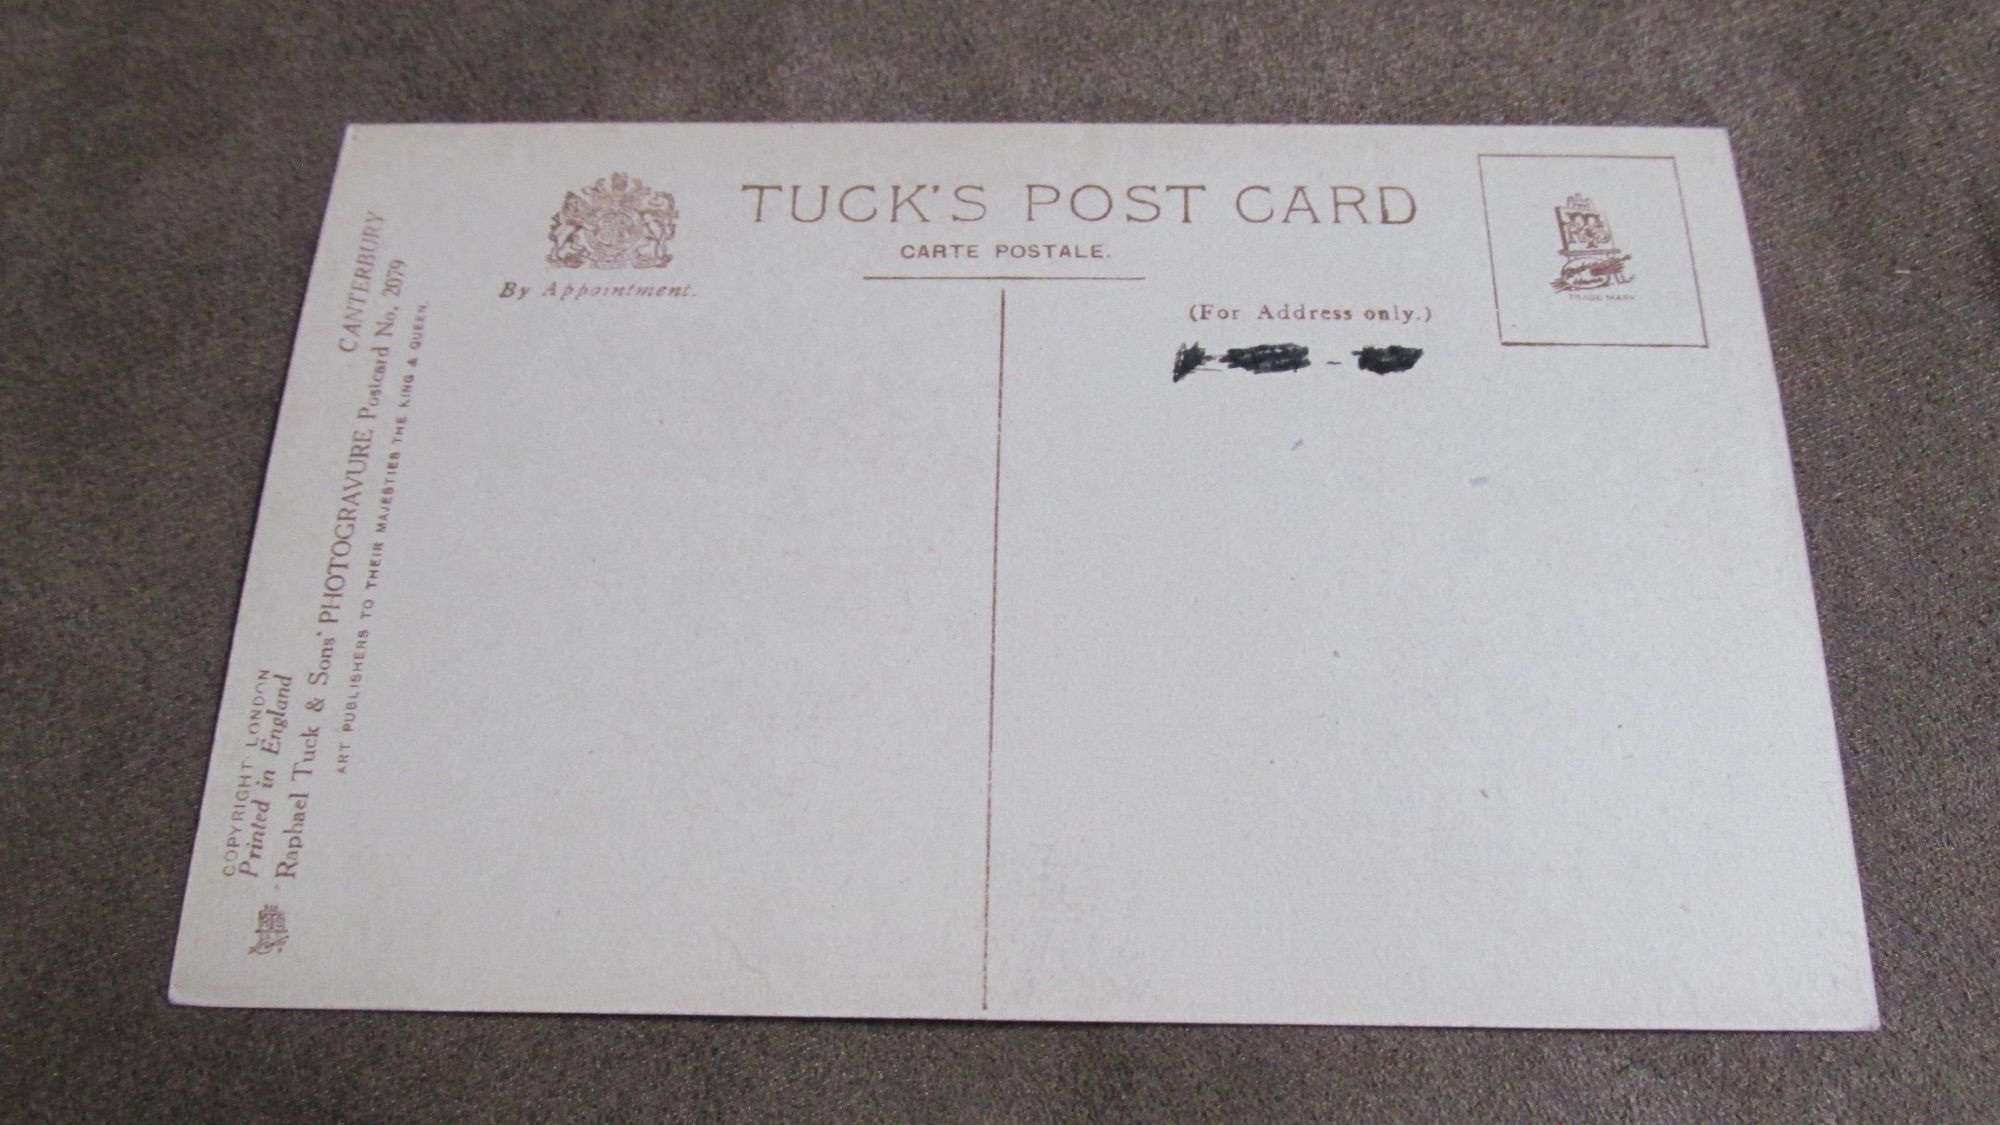 TUCK'S POST CARD
CARTE POSTALE.
By Appointment.
(For Address only.)
TRADE MARK
CANTERBURY
COPYRIGHT LONDON
Printed in England
Raphael Tuck & Sons' PHOTOGRAVURE Postcard No, 2079
ART PUBLISHERS TO THEIR MAJESTIES THE KING & QUEEN.